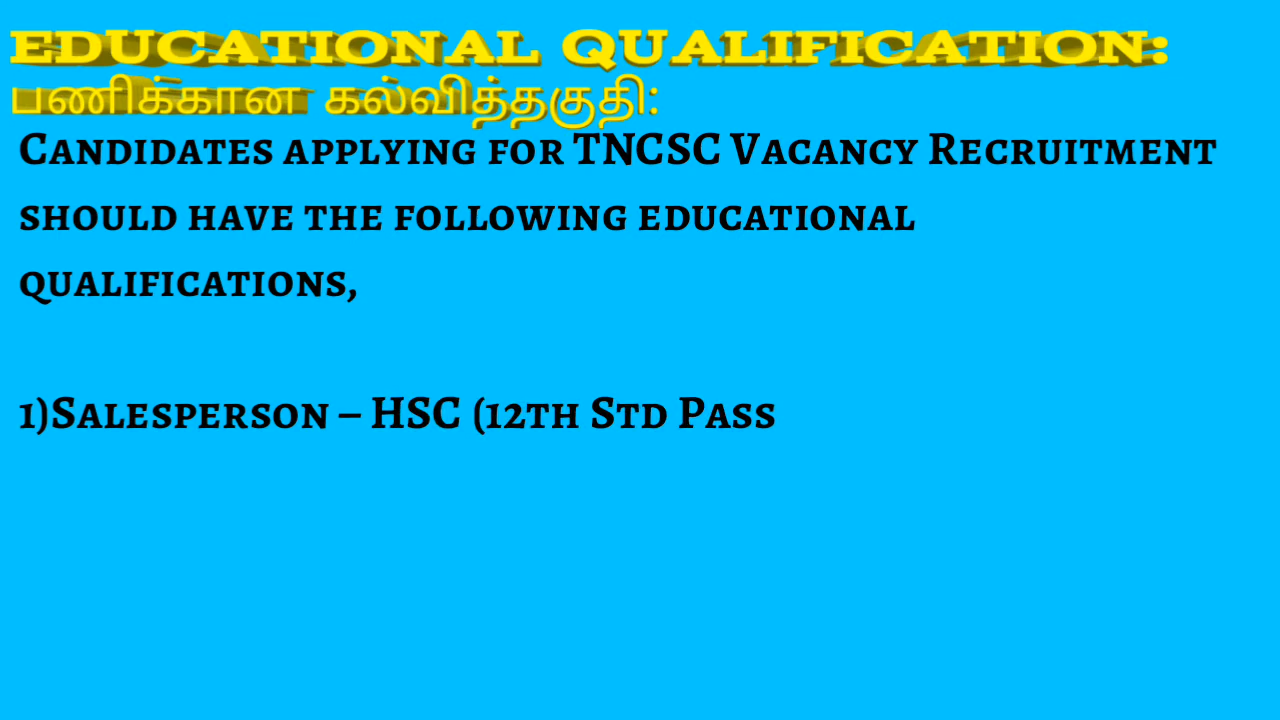 EDUCATIONAL QUALIFICATION:
பணிக்கான கல்வித்தகுதி:
Candidates applying for TNCSC Vacancy Recruitment
should have the following educational
qualifications,
1)Salesperson – HSC (12th Std Pass